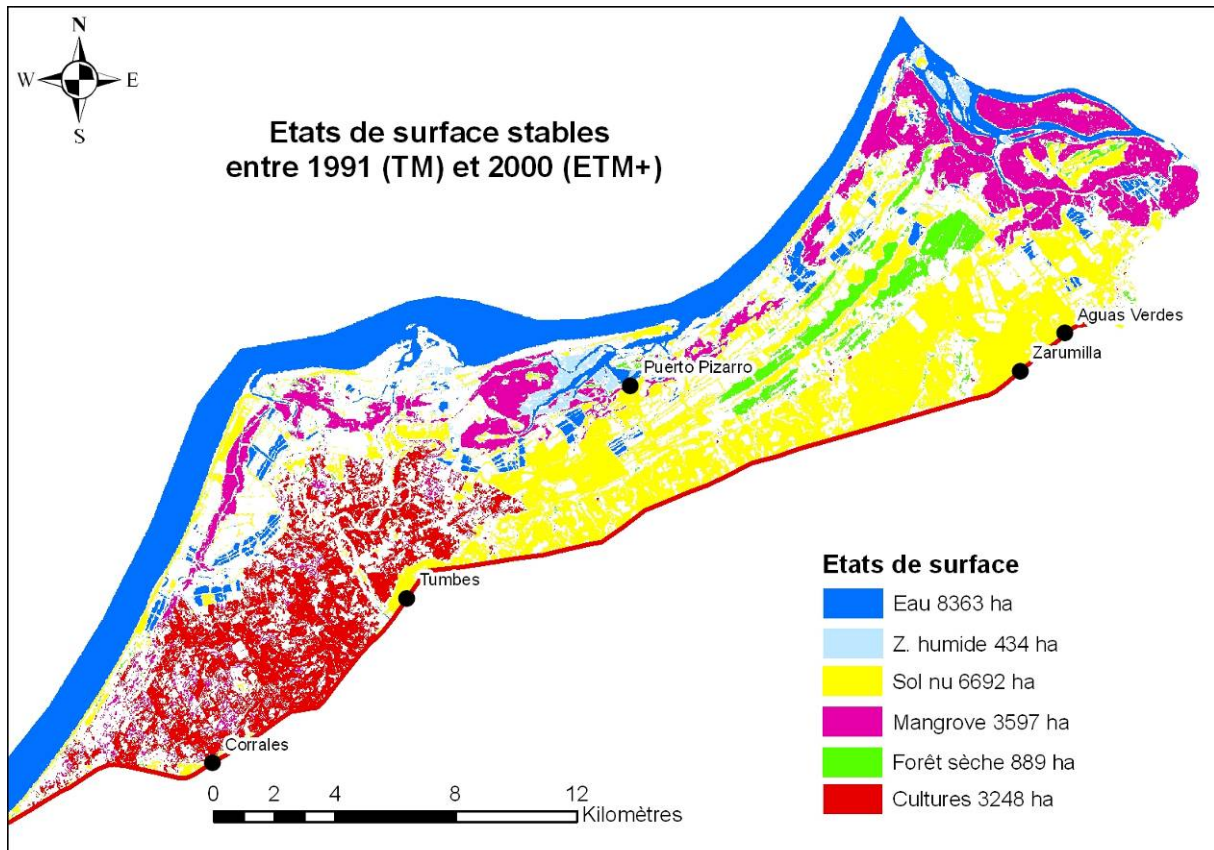 N
W E
S
Etats de surface stables
entre 1991 (TM) et 2000 (ETM+)
Aguas Verdes
Zarumilla
Puerto Pizarro
Tumbes
Corrales
0 2 4 8 12
Kilomètres
Etats de surface
Eau 8363 ha
Z. humide 434 ha
Sol nu 6692 ha
Mangrove 3597 ha
Forêt sèche 889 ha
Cultures 3248 ha